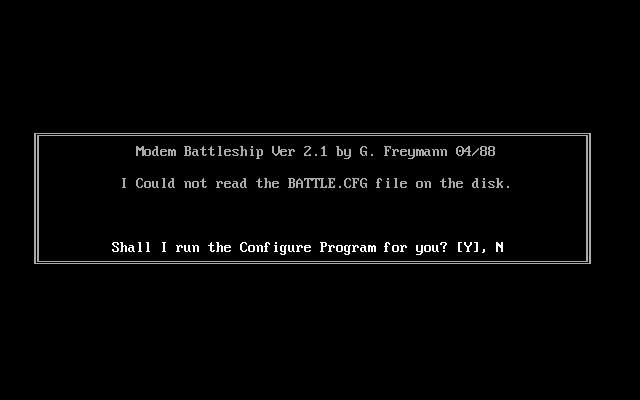 Modem Battleship Ver 2.1 by G. Freymann 04/88
I Could not read the BATTLE.CFG file on the disk.
Shall I run the Configure Program for you? [Y], N